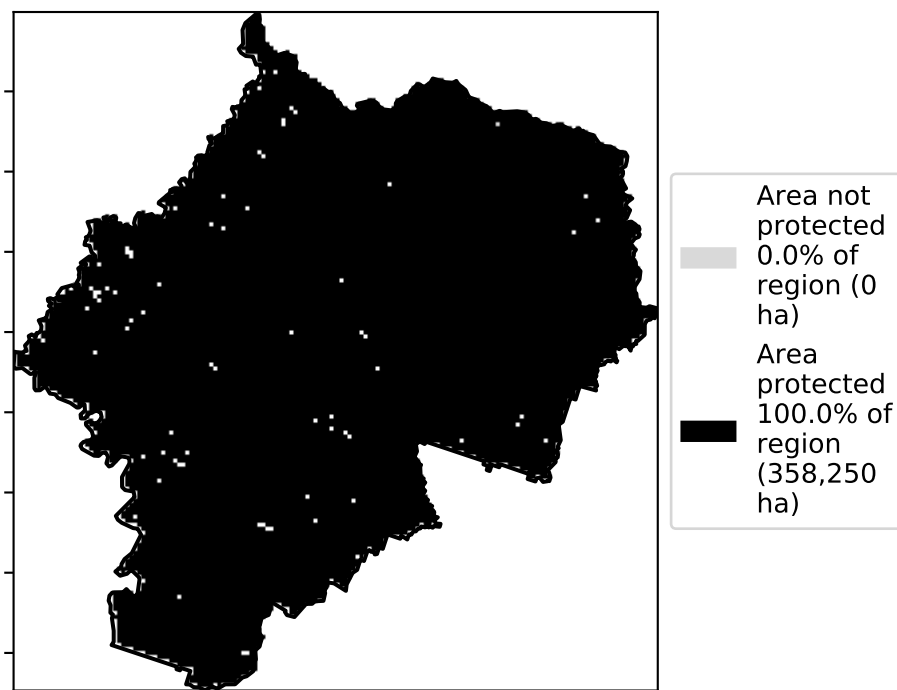 Area not
protected
0.0% of
region (0
ha)
Area
protected
100.0% of
region
(358,250
ha)